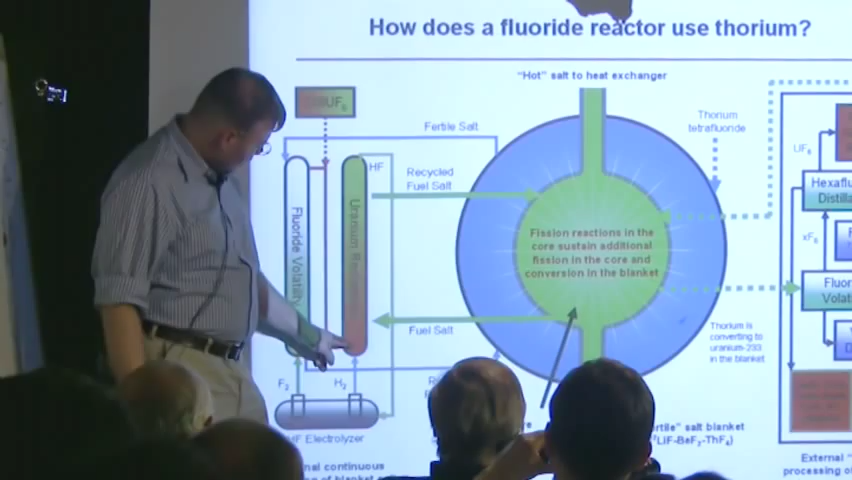 How does a fluoride reactor use thorium?
"Hot" salt to heat exchanger
UF6
Fertile Salt
HF
Recycled
Fuel Salt
Thorium
tetrafluoride
Fluoride Volatility
Uranium
Fission reactions in the
core sustain additional
fission in the core and
conversion in the blanket
Fuel Salt
F2
H2
HF Electrolyzer
Thorium is
converting to
uranium-233
in the blanket
UF6
Hexaflu
Distilla
xF6
Fluor
Volat
rtile" salt blanket
LiF-BeF2-ThF4)
nal continuous
External "
processing o